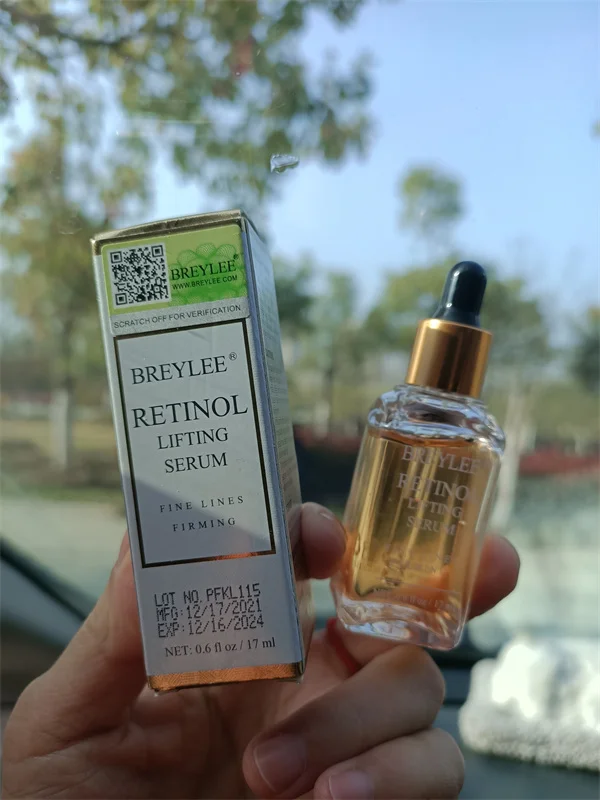 BREYLEE®
WWW.BREYLEE.COM
SCRATCH OFF FOR VERIFICATION
BREYLEE®
RETINOL
LIFTING
SERUM
FINE LINES
FIRMING
LOT NO.PFKL115
MFG:12/17/2021
EXP:12/16/2024
NET: 0.6 fl oz / 17 ml
BREYLEE
RETINOL
LIFTING
SERUM